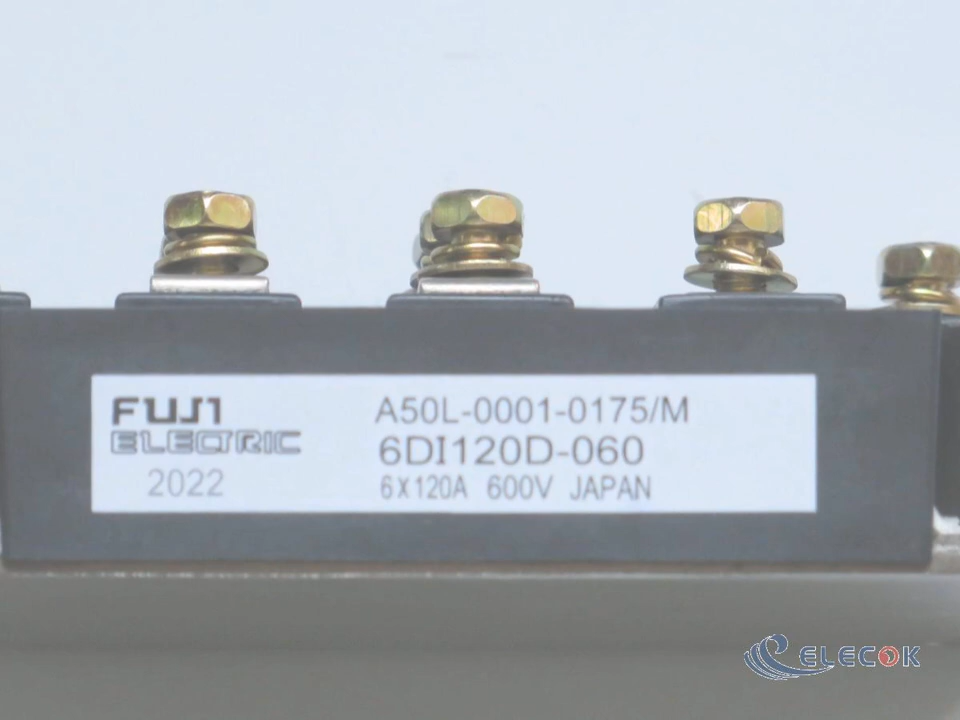 FUJI
ELECTRIC
2022
A50L-0001-0175/M
6DI120D-060
6X120A 600V JAPAN
ELECOK